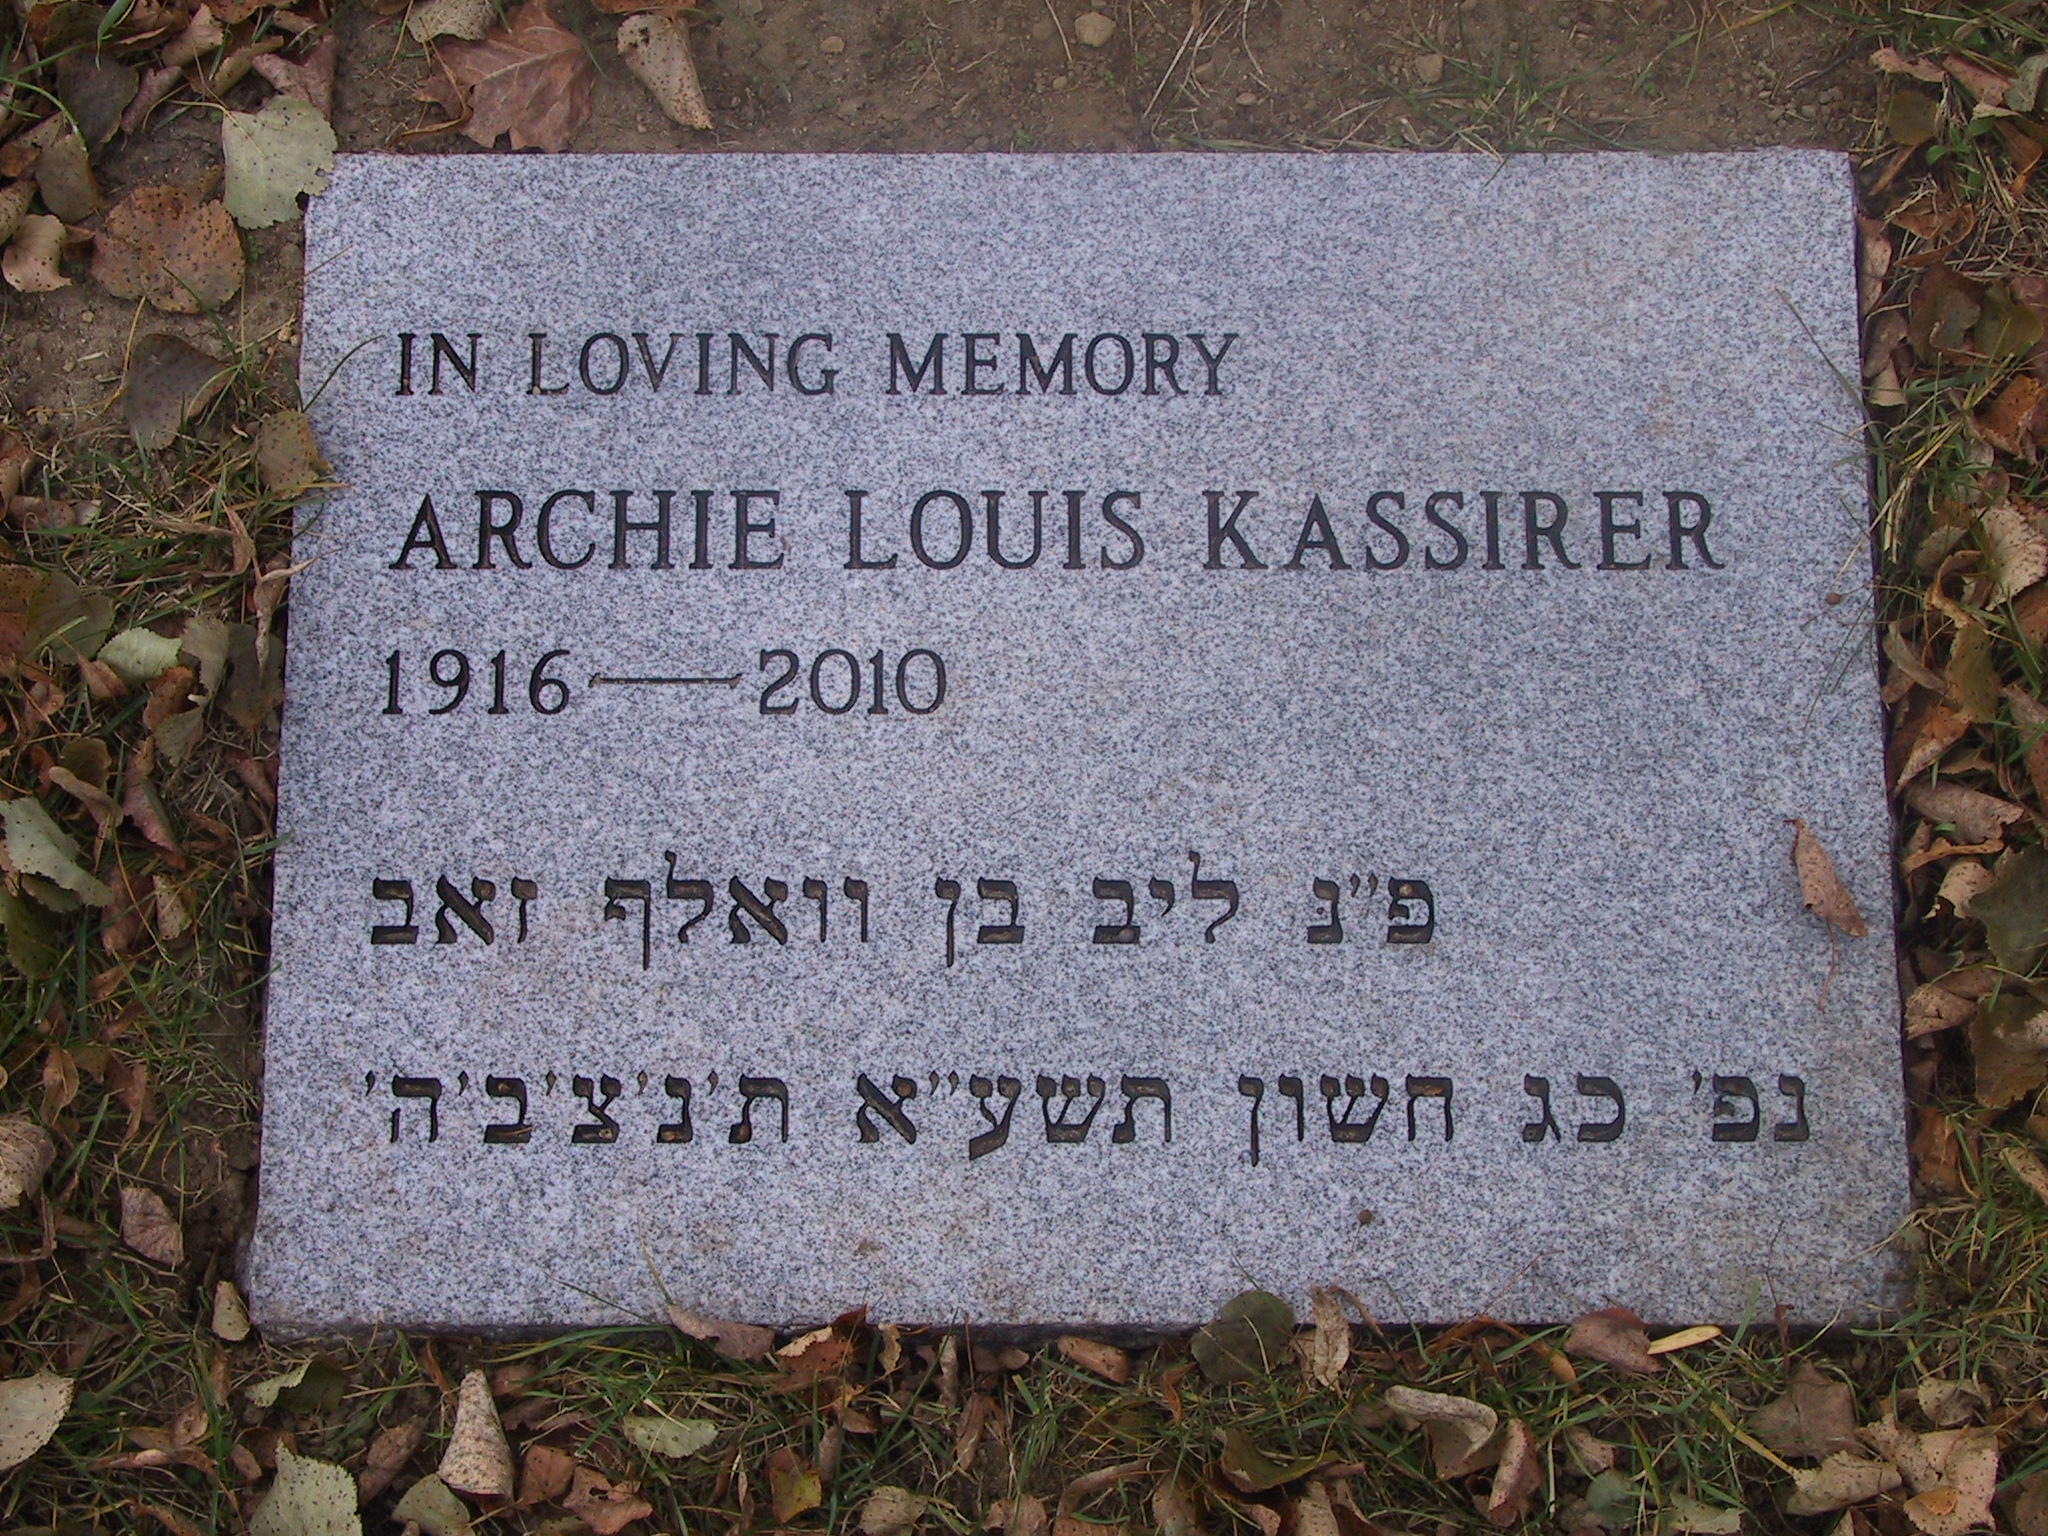 IN LOVING MEMORY
ARCHIE LOUIS KASSIRER
1916—2010
פ״נ ליב בן וואלף זאב
נפ׳ כג חשון תשע״א ת׳נ׳צ׳ב׳ה׳